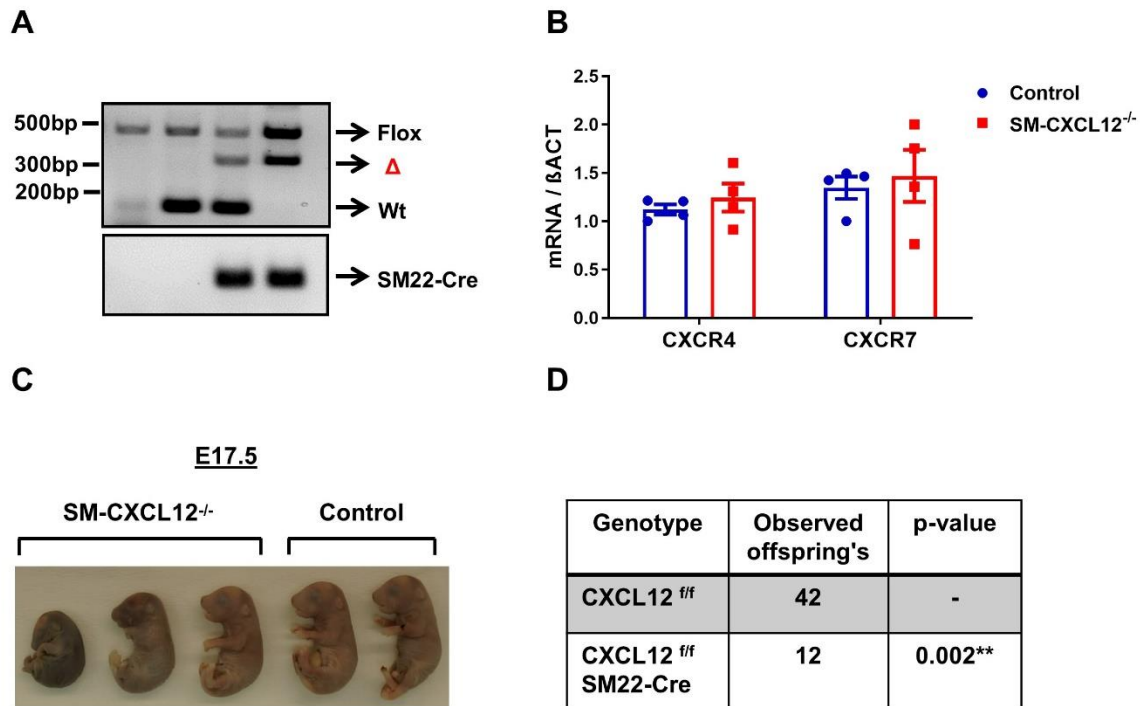 A
500bp
300bp
200bp
Flox
Δ
Wt
SM22-Cre
B
mRNA / ßACT
2.5
2.0
1.5
1.0
0.5
0.0
CXCR4 CXCR7
Control
SM-CXCL12-/-
C
E17.5
SM-CXCL12-/- Control
D
Genotype Observed offspring's p-value
CXCL12 f/f 42 -
CXCL12 f/f SM22-Cre 12 0.002**